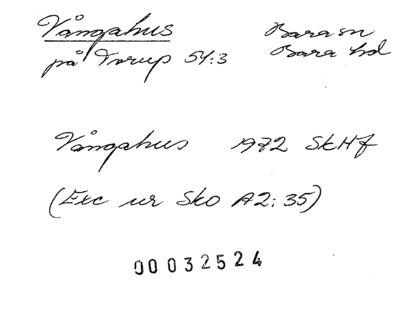 Vångahus Bara sn
på Torup 54:3 Bara hd
Vångahus 1972 SkHf
(Exc ur Sko A2:35)
00032524